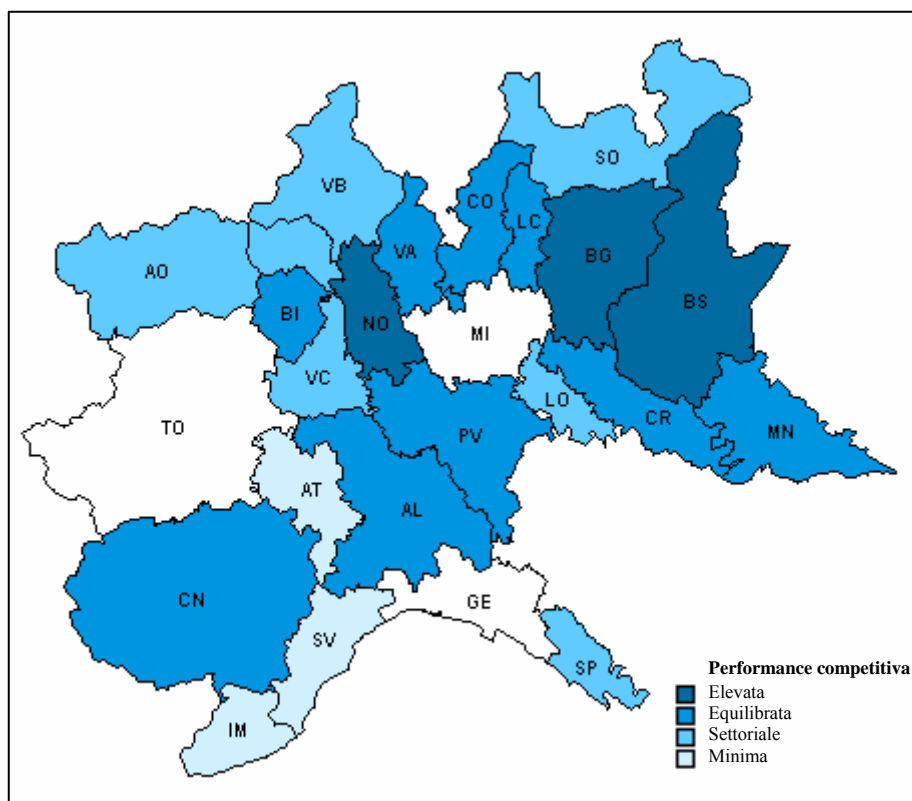 SO
VB
CO
LC
VA
BG
AO
BS
BI
NO
MI
VC
LO
TO
CR
PV
MN
AT
AL
CN
GE
SV
SP
IM
Performance competitiva
Elevata
Equilibrata
Settoriale
Minima